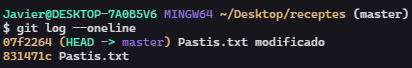 Javier@DESKTOP-7A0B5V6 MINGW64 ~/Desktop/receptes (master)
$ git log --oneline
07f2264 (HEAD -> master) Pastis.txt modificado
831471c Pastis.txt